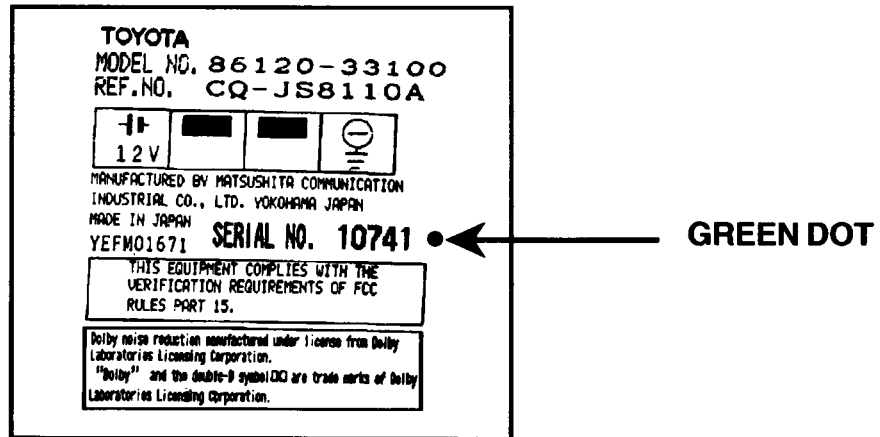 TOYOTA
MODEL NO. 86120-33100
REF.NO. CQ-JS8110A
12V
MANUFACTURED BY MATSUSHITA COMMUNICATION
INDUSTRIAL CO., LTD. YOKOHAMA JAPAN
MADE IN JAPAN
YEFM01671 SERIAL NO. 10741
GREEN DOT
THIS EQUIPMENT COMPLIES WITH THE
VERIFICATION REQUIREMENTS OF FCC
RULES PART 15.
Dolby noise reduction manufactured under license from Dolby
Laboratories Licensing Corporation.
"Dolby" and the double-D symbol are trade marks of Dolby
Laboratories Licensing Corporation.